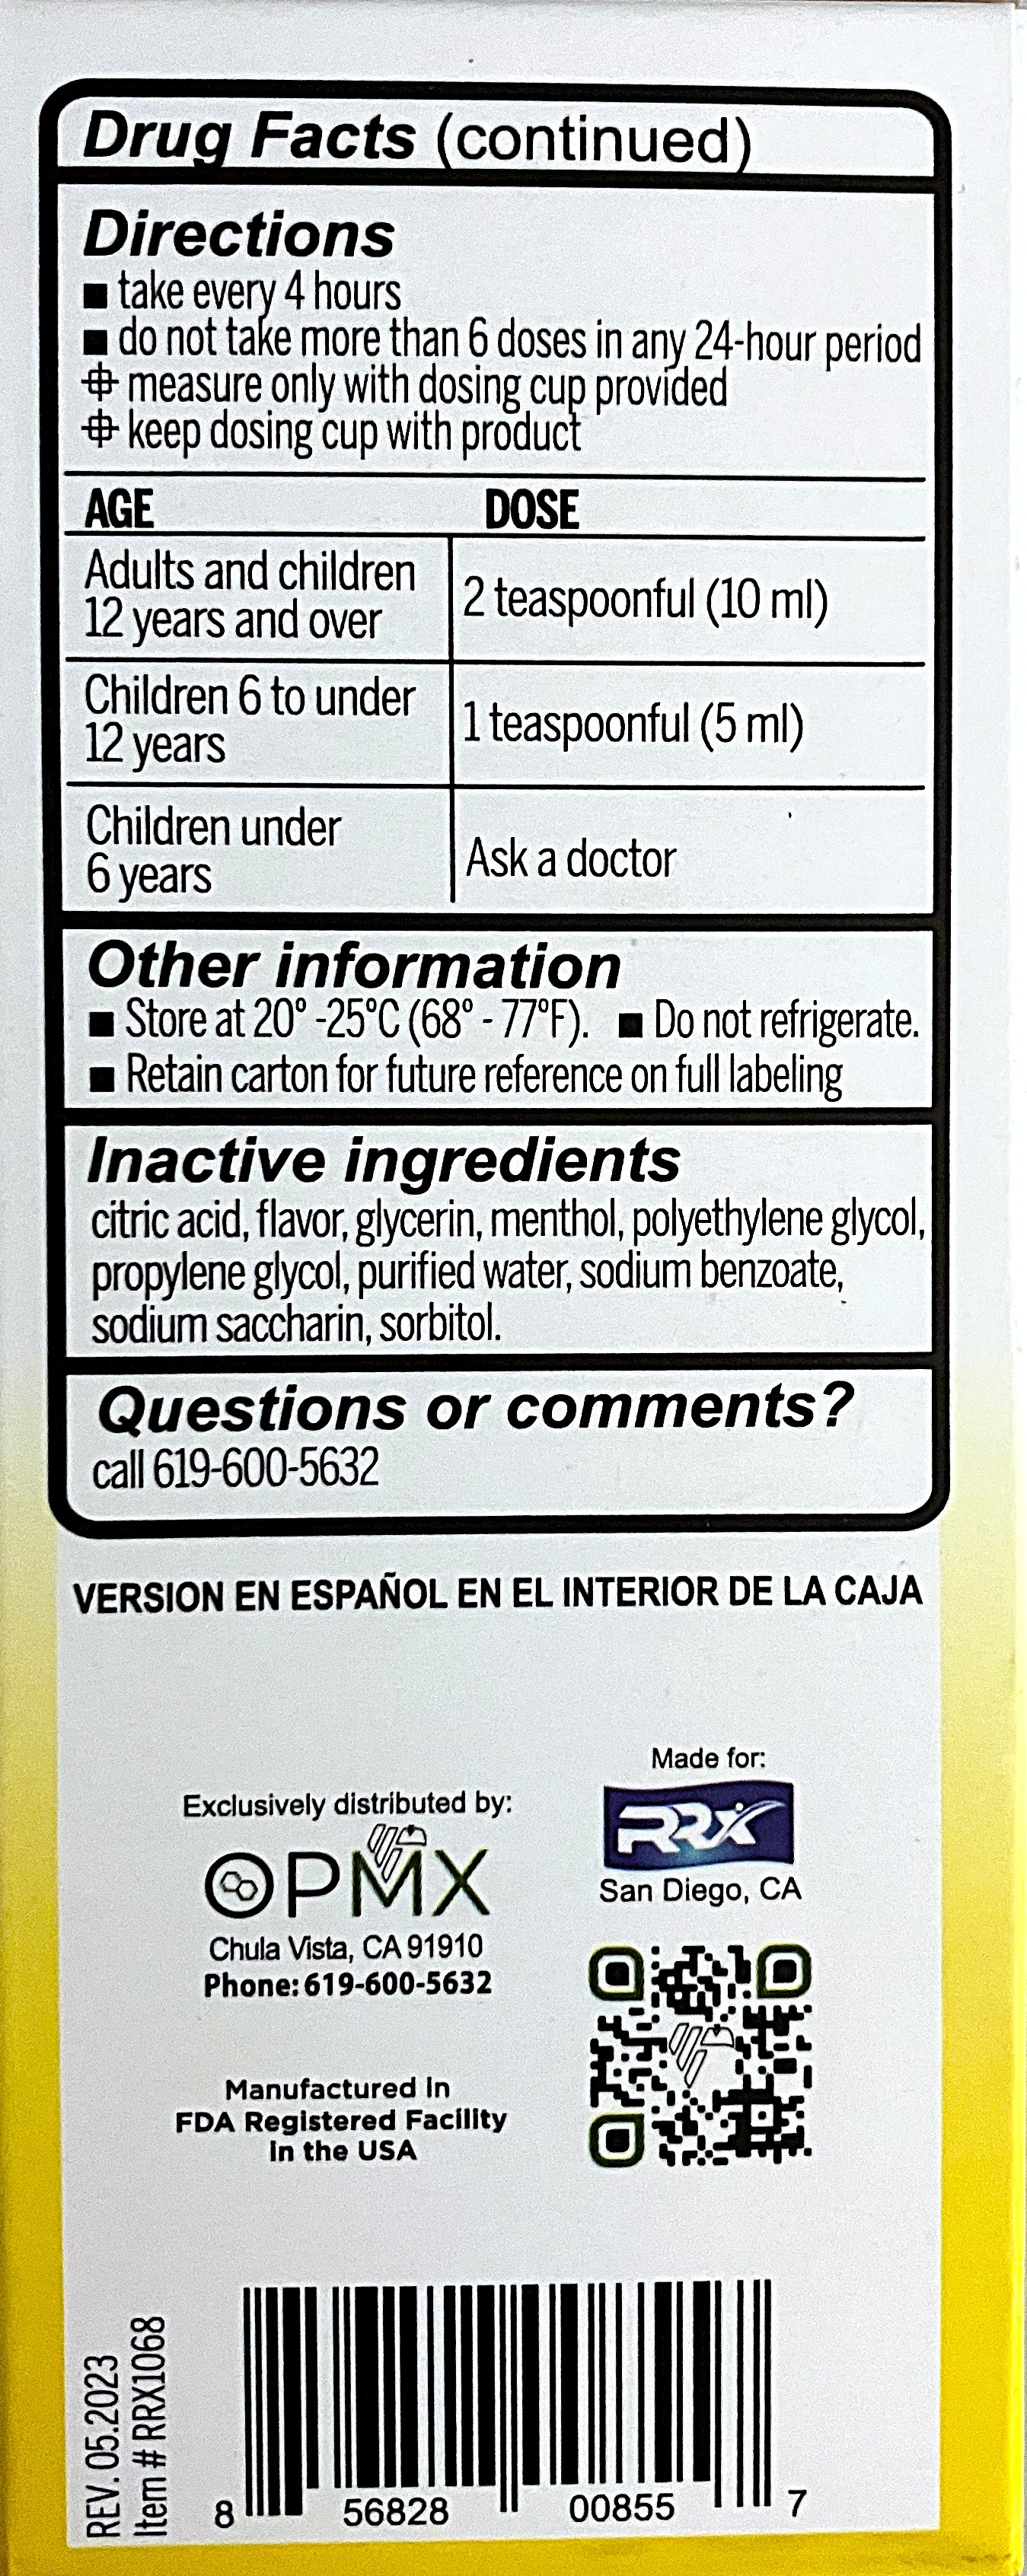 Drug Facts (continued)
Directions
■ take every 4 hours
■ do not take more than 6 doses in any 24-hour period
⌖ measure only with dosing cup provided
⌖ keep dosing cup with product
AGE DOSE
Adults and children
12 years and over
2 teaspoonful (10 ml)
Children 6 to under
12 years
1 teaspoonful (5 ml)
Children under
6 years
Ask a doctor
Other information
■ Store at 20° -25°C (68° - 77°F). ■ Do not refrigerate.
■ Retain carton for future reference on full labeling
Inactive ingredients
citric acid, flavor, glycerin, menthol, polyethylene glycol,
propylene glycol, purified water, sodium benzoate,
sodium saccharin, sorbitol.
Questions or comments?
call 619-600-5632
VERSION EN ESPAÑOL EN EL INTERIOR DE LA CAJA
Exclusively distributed by:
OPMX
Chula Vista, CA 91910
Phone: 619-600-5632
Manufactured in
FDA Registered Facility
in the USA
Made for:
RRX
San Diego, CA
REV. 05.2023
Item # RRX1068
8 56828 00855 7